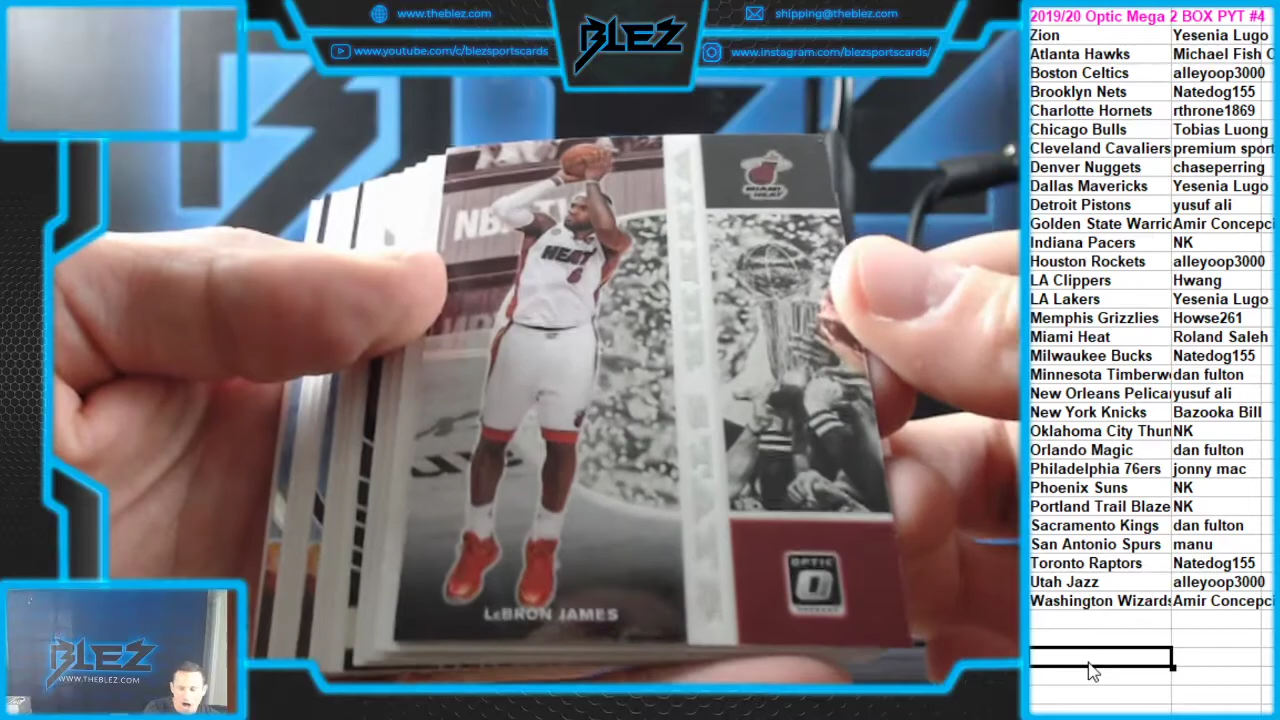 www.theblez.com
www.youtube.com/c/blezsportscards
BLEZ
shipping@theblez.com
www.instagram.com/blezsportscards/
NBA
HEAT
6
LeBRON JAMES
MIAMI
HEAT
OPTIC
BLEZ
WWW.THEBLEZ.COM
2019/20 Optic Mega 2 BOX PYT #4
Zion Yesenia Lugo
Atlanta Hawks Michael Fish C
Boston Celtics alleyoop3000
Brooklyn Nets Natedog155
Charlotte Hornets rthrone1869
Chicago Bulls Tobias Luong
Cleveland Cavaliers premium sport
Denver Nuggets chaseperring
Dallas Mavericks Yesenia Lugo
Detroit Pistons yusuf ali
Golden State Warric Amir Concepci
Indiana Pacers NK
Houston Rockets alleyoop3000
LA Clippers Hwang
LA Lakers Yesenia Lugo
Memphis Grizzlies Howse261
Miami Heat Roland Saleh
Milwaukee Bucks Natedog155
Minnesota Timberw dan fulton
New Orleans Pelica yusuf ali
New York Knicks Bazooka Bill
Oklahoma City Thun NK
Orlando Magic dan fulton
Philadelphia 76ers jonny mac
Phoenix Suns NK
Portland Trail Blaze NK
Sacramento Kings dan fulton
San Antonio Spurs manu
Toronto Raptors Natedog155
Utah Jazz alleyoop3000
Washington Wizards Amir Concepci